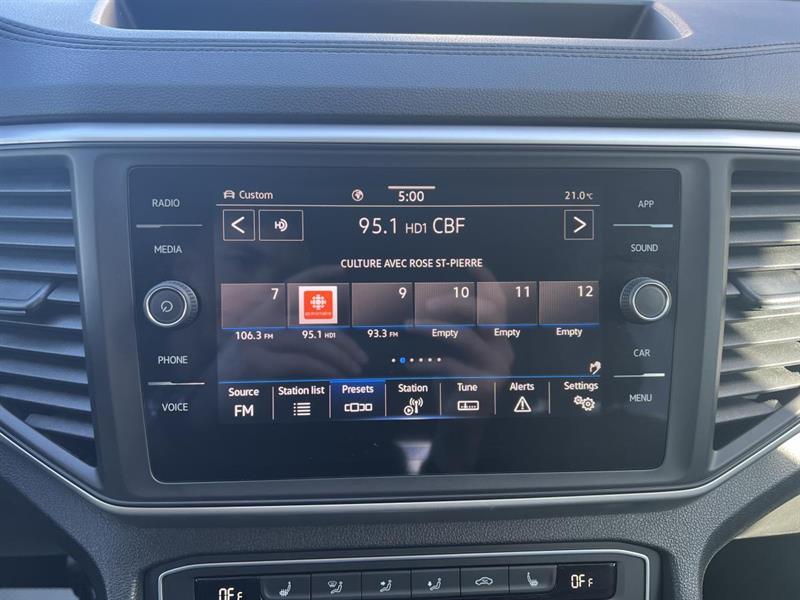 RADIO
MEDIA
PHONE
VOICE
Custom
5:00
21.0°C
95.1 HD1 CBF
CULTURE AVEC ROSE ST-PIERRE
7
9
10
11
12
106.3 FM
95.1 HD1
93.3 FM
Empty
Empty
Empty
Source
FM
Station list
Presets
Station
Tune
Alerts
Settings
APP
SOUND
CAR
MENU
OFF
OFF